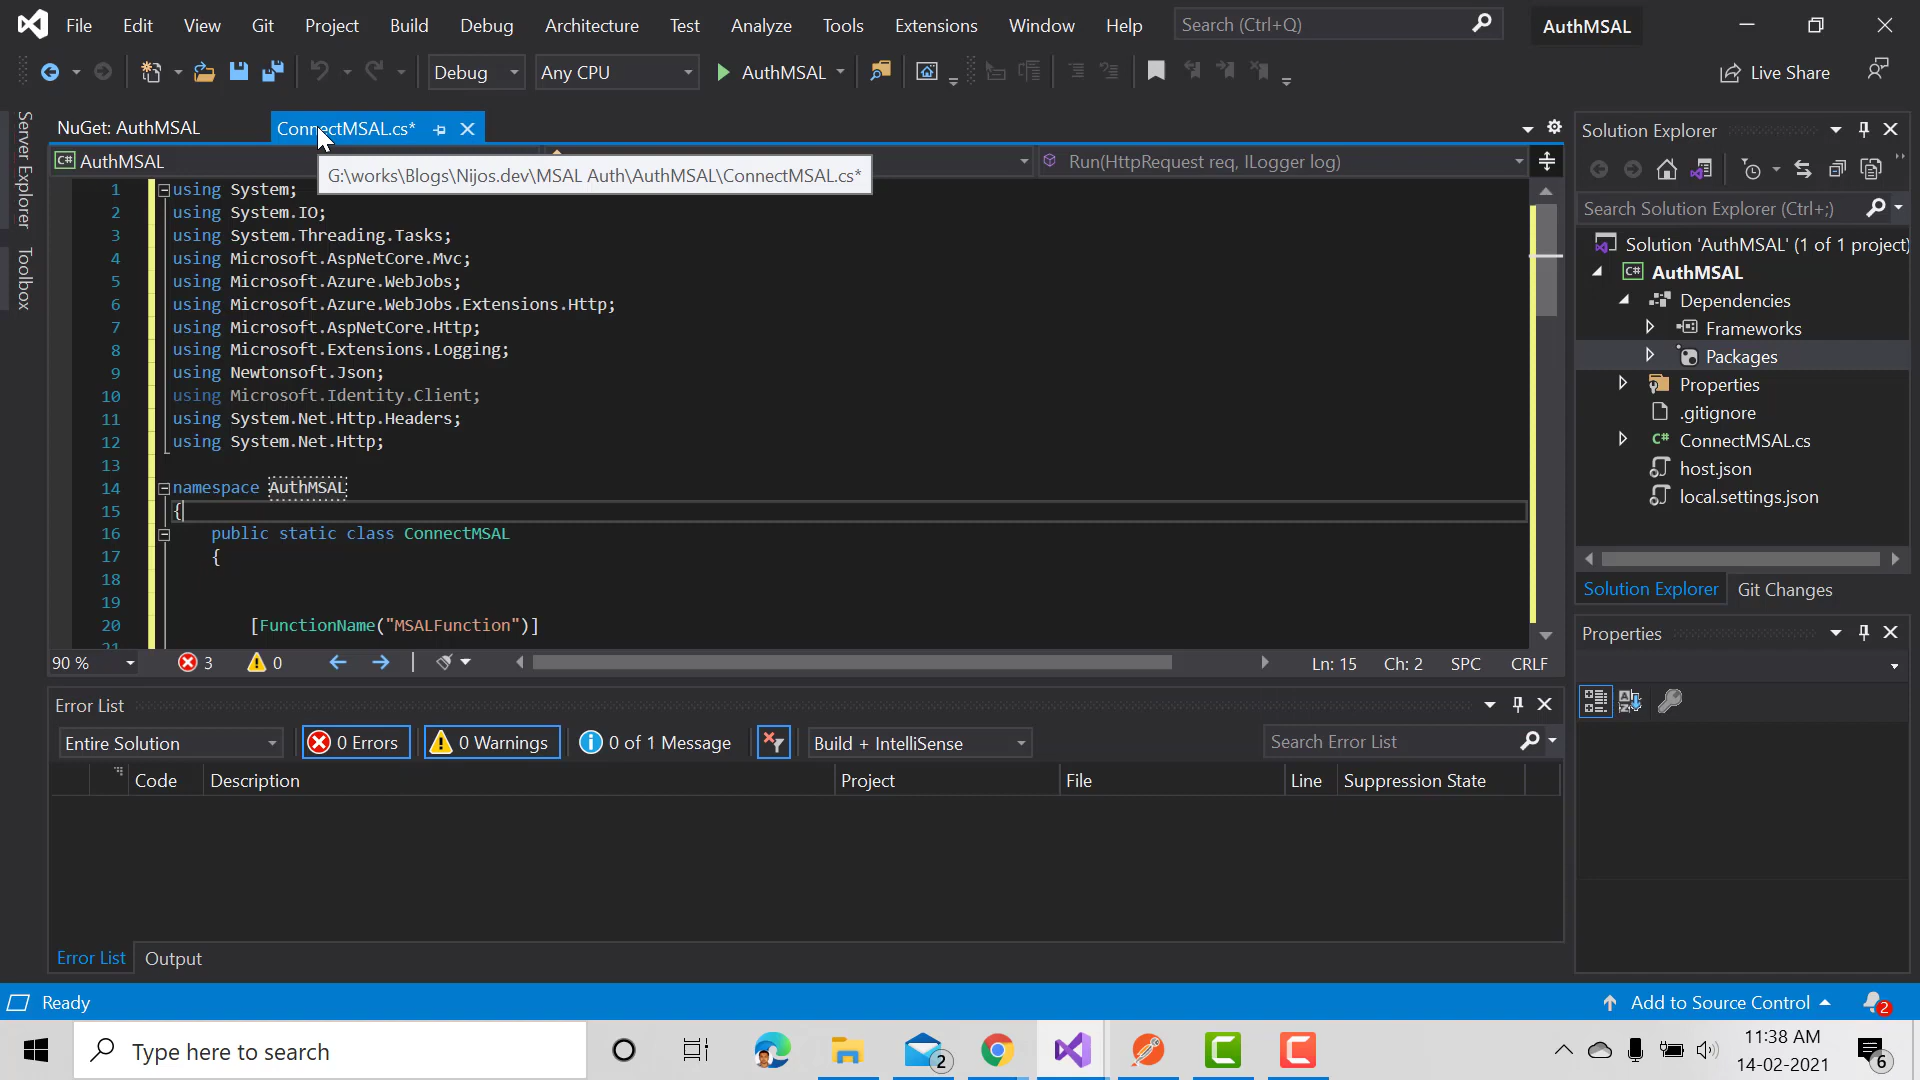 File Edit View Git Project Build Debug Architecture Test Analyze Tools Extensions Window Help Search (Ctrl+Q) AuthMSAL
Debug Any CPU AuthMSAL Live Share
Server Explorer
Toolbox
NuGet: AuthMSAL ConnectMSAL.cs*
C# AuthMSAL Run(HttpRequest req, ILogger log)
G:\works\Blogs\Nijos.dev\MSAL Auth\AuthMSAL\ConnectMSAL.cs*
1 using System;
2 using System.IO;
3 using System.Threading.Tasks;
4 using Microsoft.AspNetCore.Mvc;
5 using Microsoft.Azure.WebJobs;
6 using Microsoft.Azure.WebJobs.Extensions.Http;
7 using Microsoft.AspNetCore.Http;
8 using Microsoft.Extensions.Logging;
9 using Newtonsoft.Json;
10 using Microsoft.Identity.Client;
11 using System.Net.Http.Headers;
12 using System.Net.Http;
13
14 namespace AuthMSAL
15 {
16 public static class ConnectMSAL
17 {
18
19
20 [FunctionName("MSALFunction")]
21
90 % 3 0 Ln: 15 Ch: 2 SPC CRLF
Solution Explorer
Search Solution Explorer (Ctrl+;)
Solution 'AuthMSAL' (1 of 1 project)
C# AuthMSAL
Dependencies
Frameworks
Packages
Properties
.gitignore
C# ConnectMSAL.cs
host.json
local.settings.json
Solution Explorer Git Changes
Properties
Error List
Entire Solution 0 Errors 0 Warnings 0 of 1 Message Build + IntelliSense Search Error List
Code Description Project File Line Suppression State
Error List Output
Ready Add to Source Control 2
Type here to search 2 11:38 AM
14-02-2021 6